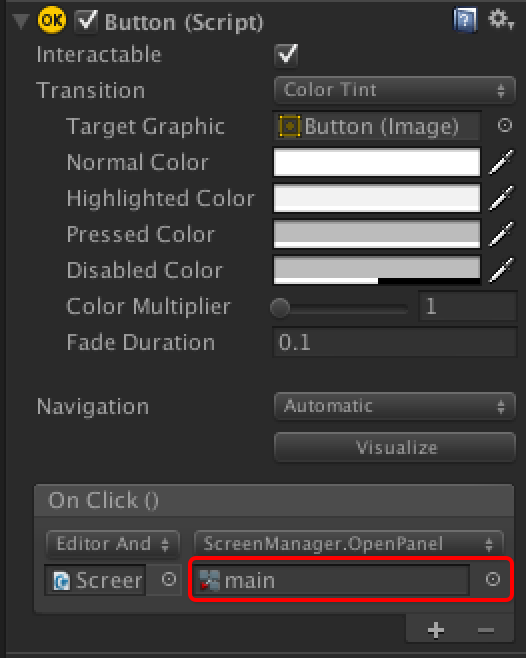 OK Button (Script)
Interactable
Transition Color Tint
Target Graphic Button (Image)
Normal Color
Highlighted Color
Pressed Color
Disabled Color
Color Multiplier 1
Fade Duration 0.1
Navigation Automatic
Visualize
On Click ()
Editor And ScreenManager.OpenPanel
Screer main